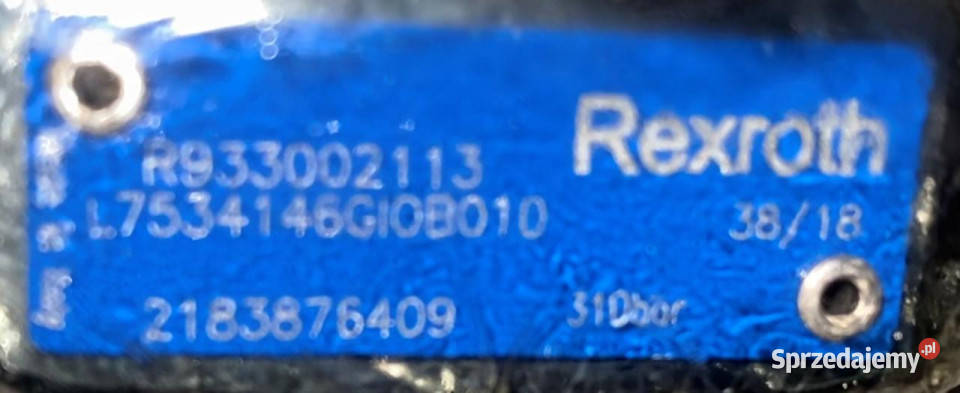 Rexroth
R933002113
L7534146GI0B010
38/18
2183876409
310bar
Sprzedajemy.pl